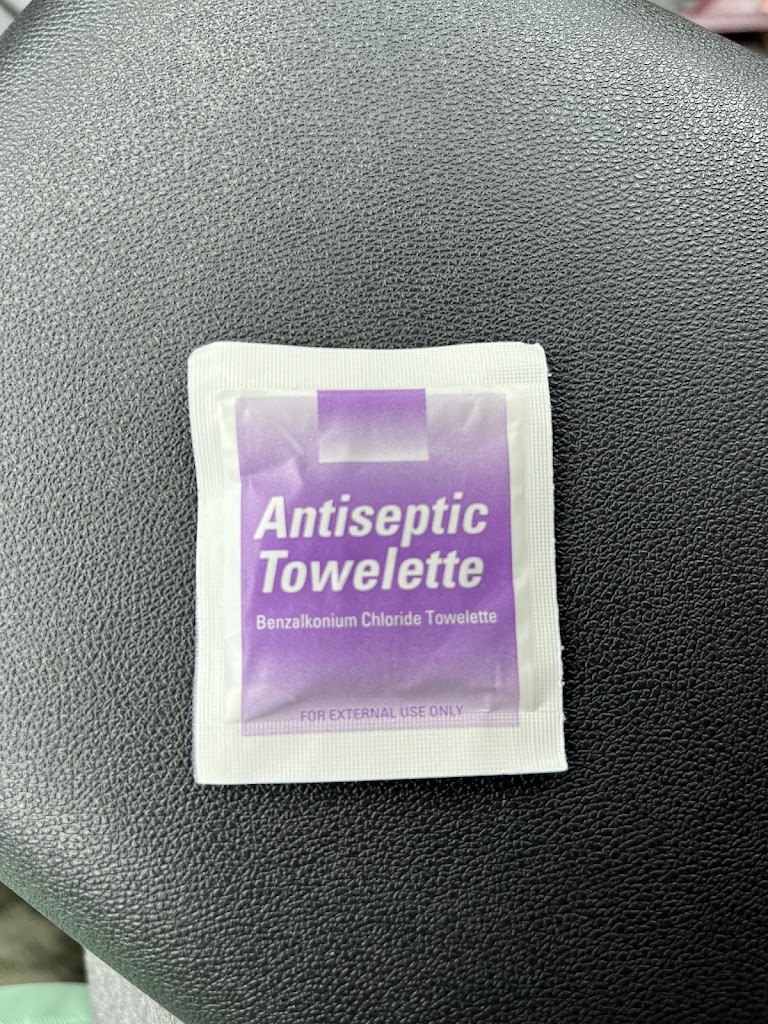 Antiseptic
Towelette
Benzalkonium Chloride Towelette
FOR EXTERNAL USE ONLY